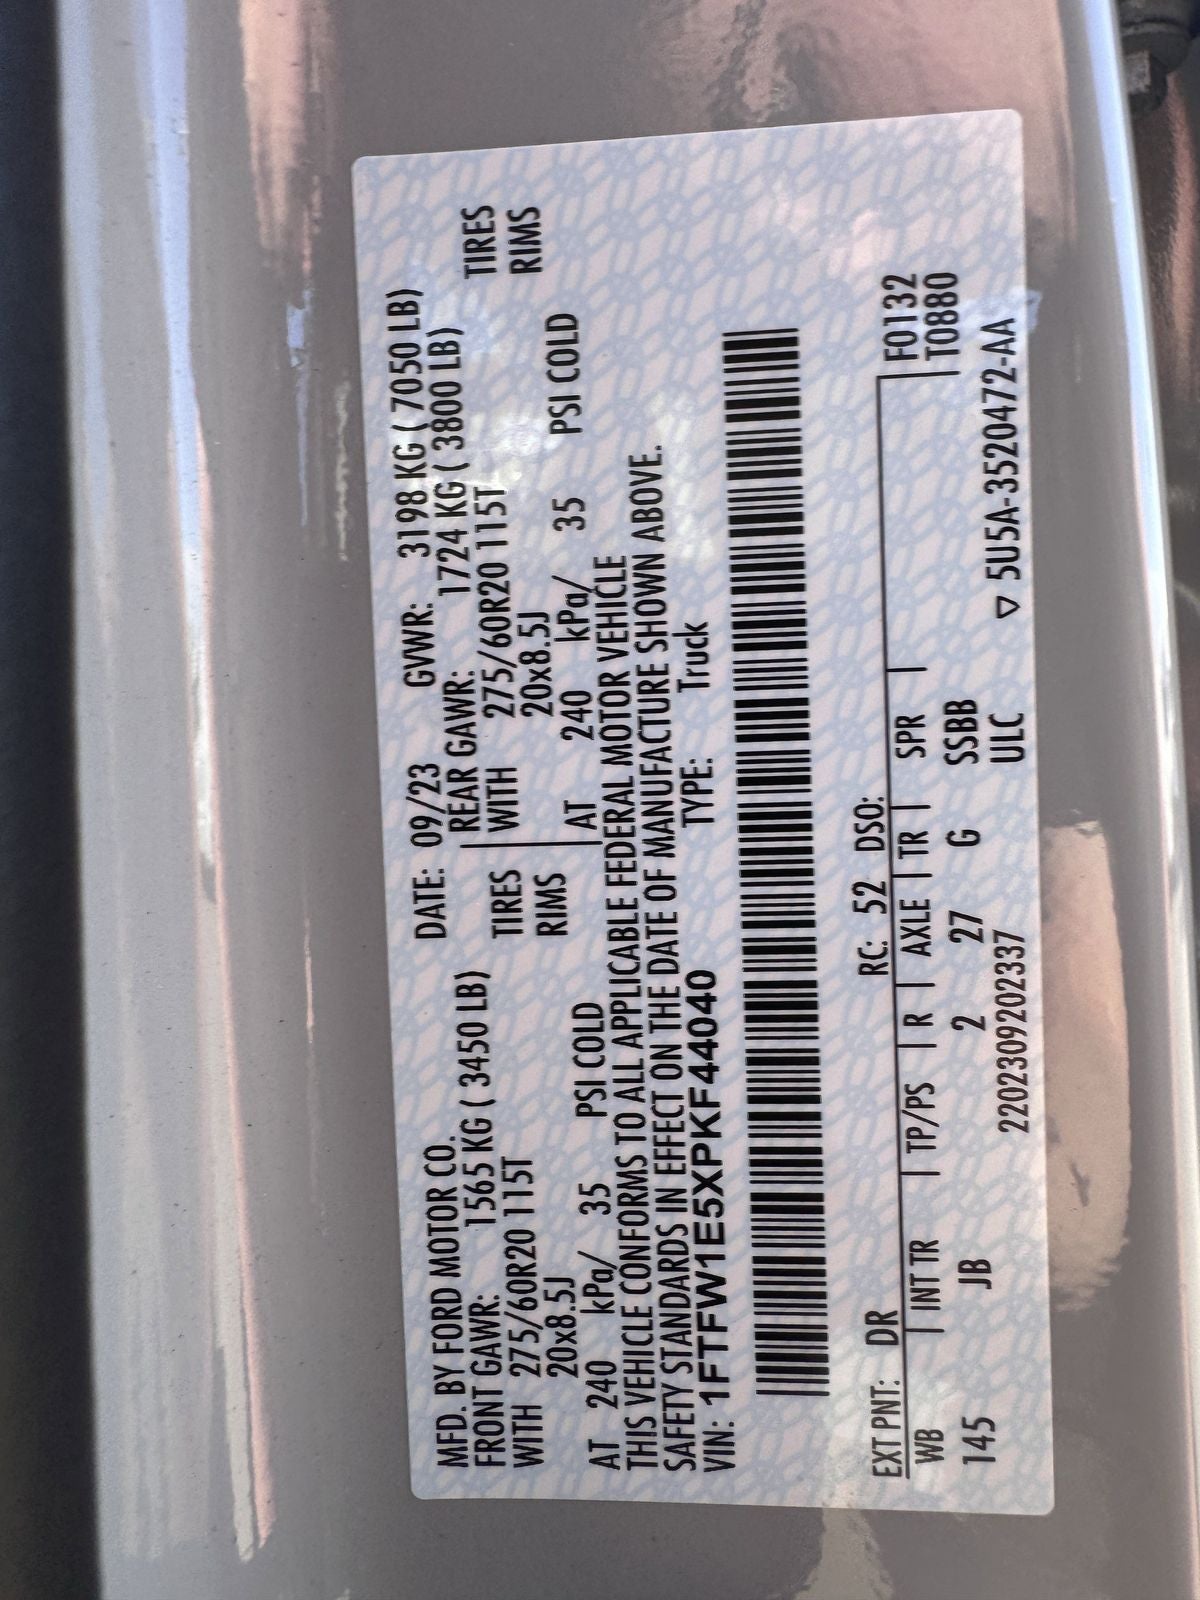 MFD. BY FORD MOTOR CO. DATE: 09/23 GVWR: 3198 KG ( 7050 LB)
FRONT GAWR: 1565 KG ( 3450 LB) REAR GAWR: 1724 KG ( 3800 LB)
WITH 275/60R20 115T TIRES WITH 275/60R20 115T TIRES
20x8.5J RIMS 20x8.5J RIMS
AT 240 kPa/ 35 PSI COLD AT 240 kPa/ 35 PSI COLD
THIS VEHICLE CONFORMS TO ALL APPLICABLE FEDERAL MOTOR VEHICLE
SAFETY STANDARDS IN EFFECT ON THE DATE OF MANUFACTURE SHOWN ABOVE.
VIN: 1FTFW1E5XPKF44040 TYPE: Truck
EXT PNT: DR RC: 52 DSO: F0132
WB | INT TR | TP/PS | R | AXLE | TR | SPR | T0880
145 JB 2 27 G SSBB
2202309202337 ULC ▽ 5U5A-3520472-AA